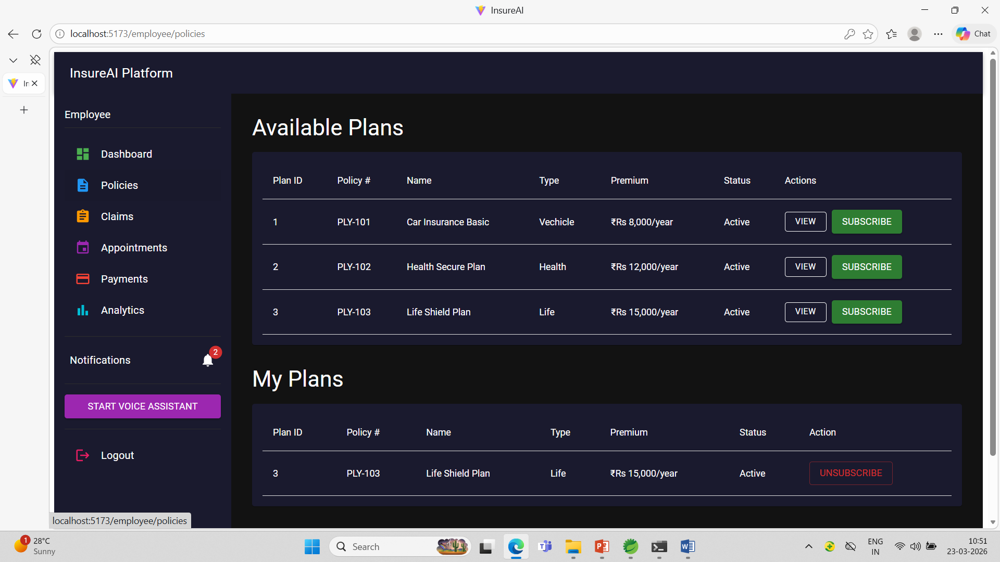 InsureAI
localhost:5173/employee/policies
Chat
In
InsureAI Platform
Employee
Dashboard
Policies
Claims
Appointments
Payments
Analytics
Notifications
2
START VOICE ASSISTANT
Logout
Available Plans
Plan ID Policy # Name Type Premium Status Actions
1 PLY-101 Car Insurance Basic Vechicle ₹Rs 8,000/year Active VIEW SUBSCRIBE
2 PLY-102 Health Secure Plan Health ₹Rs 12,000/year Active VIEW SUBSCRIBE
3 PLY-103 Life Shield Plan Life ₹Rs 15,000/year Active VIEW SUBSCRIBE
My Plans
Plan ID Policy # Name Type Premium Status Action
3 PLY-103 Life Shield Plan Life ₹Rs 15,000/year Active UNSUBSCRIBE
localhost:5173/employee/policies
1
28°C
Sunny
Search
ENG
IN
10:51
23-03-2026